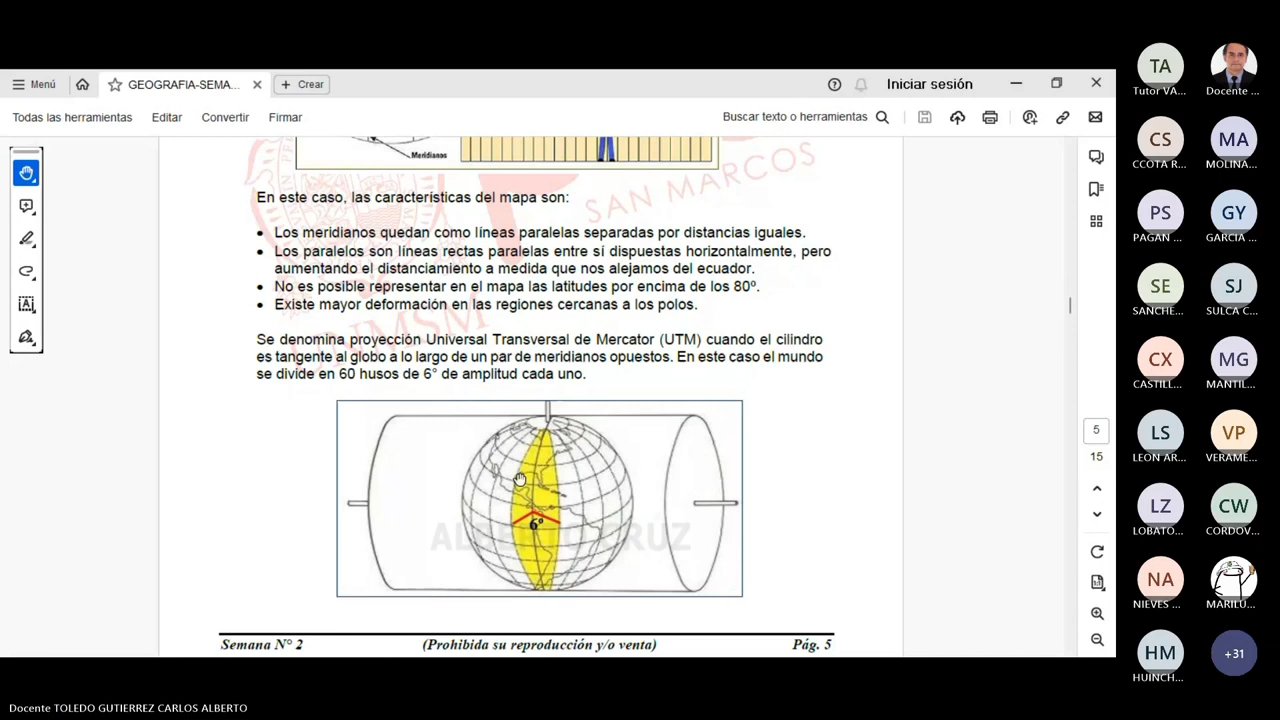 Menú
GEOGRAFIA-SEMA...
Crear
Iniciar sesión
Todas las herramientas
Editar
Convertir
Firmar
Buscar texto o herramientas
Meridianos
SAN MARCOS
En este caso, las características del mapa son:
• Los meridianos quedan como líneas paralelas separadas por distancias iguales.
• Los paralelos son líneas rectas paralelas entre sí dispuestas horizontalmente, pero
aumentando el distanciamiento a medida que nos alejamos del ecuador.
• No es posible representar en el mapa las latitudes por encima de los 80º.
• Existe mayor deformación en las regiones cercanas a los polos.
UNMSM
Se denomina proyección Universal Transversal de Mercator (UTM) cuando el cilindro
es tangente al globo a lo largo de un par de meridianos opuestos. En este caso el mundo
se divide en 60 husos de 6° de amplitud cada uno.
6º
ALBERTO CRÚZ
Semana Nº 2
(Prohibida su reproducción y/o venta)
Pág. 5
5
15
TA
Tutor VA...
Docente ...
CS
CCOTA R...
MA
MOLINA...
PS
PAGAN ...
GY
GARCIA ...
SE
SANCHE...
SJ
SULCA C...
CX
CASTILL...
MG
MANTIL...
LS
LEON AR...
VP
VERAME...
LZ
LOBATO...
CW
CORDOV...
NA
NIEVES ...
MARILÚ...
HM
HUINCH...
+31
Docente TOLEDO GUTIERREZ CARLOS ALBERTO